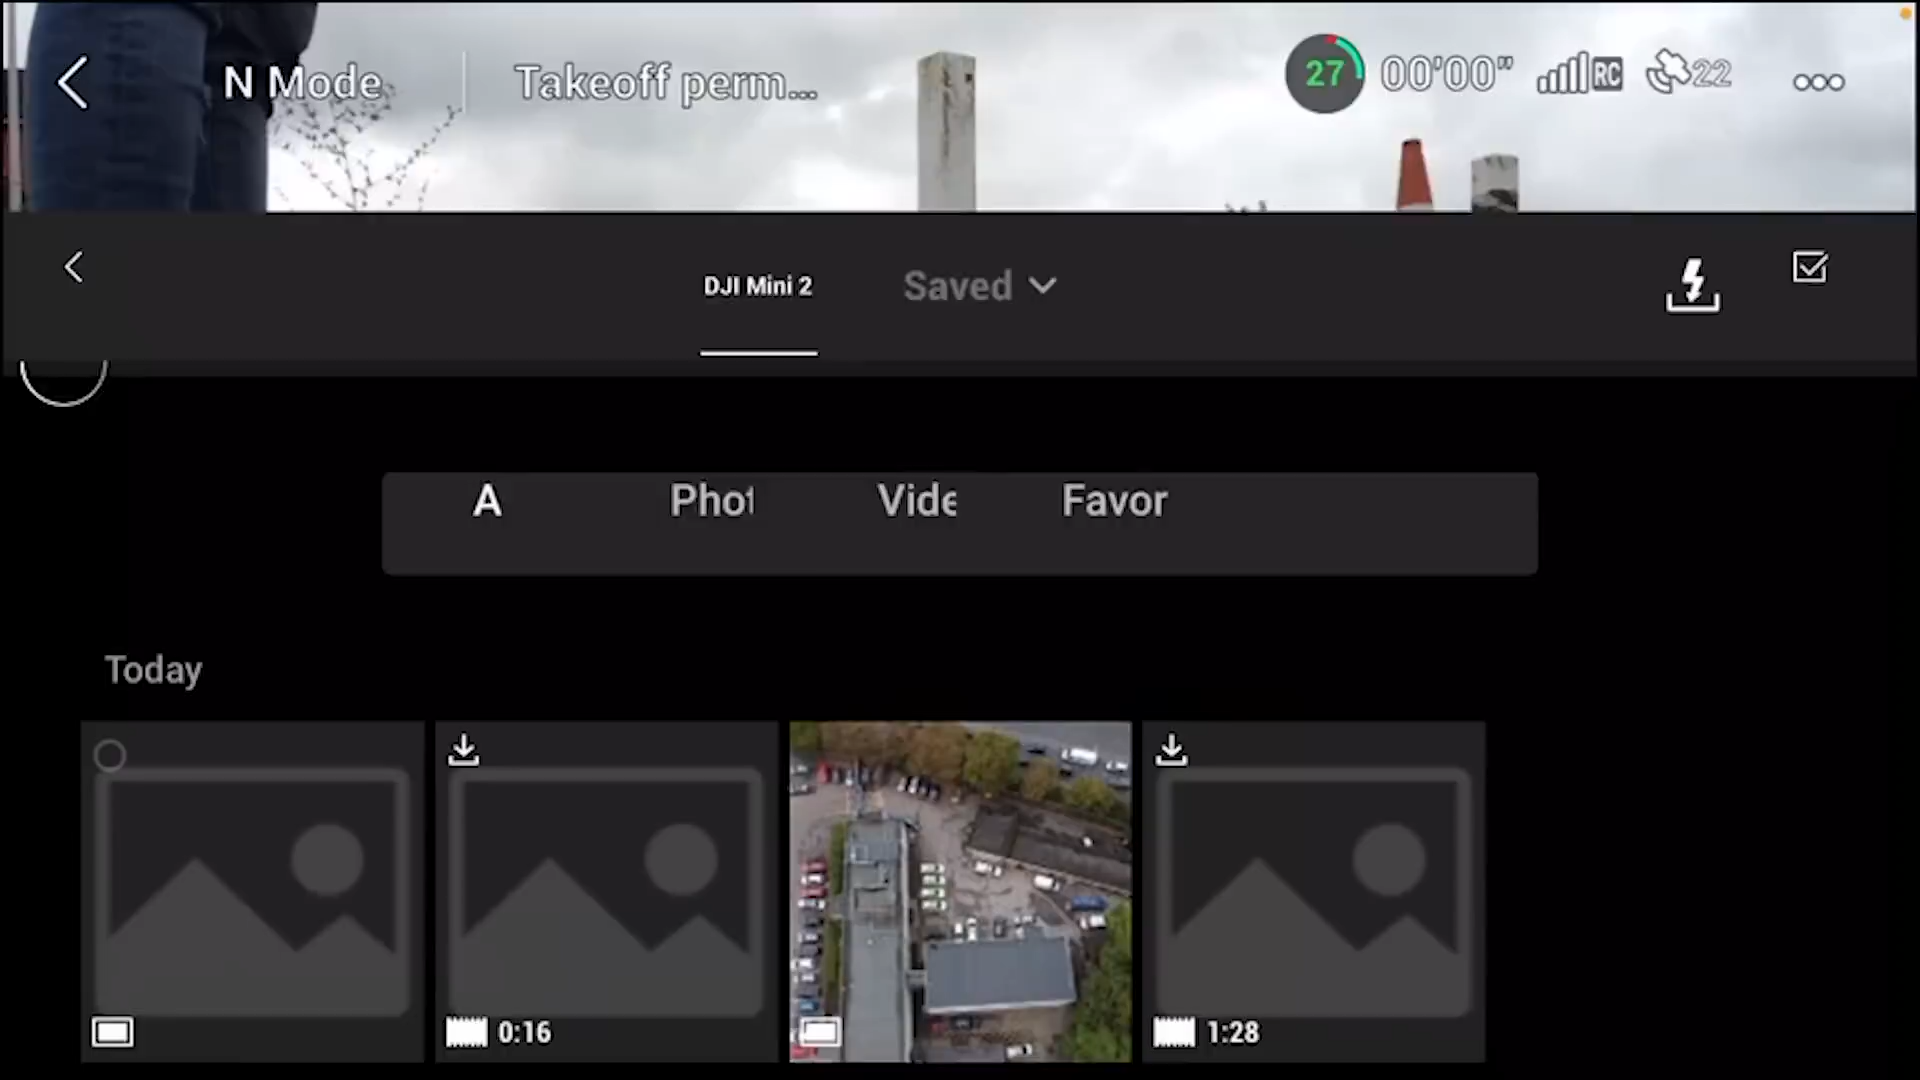 N Mode Takeoff perm... 27 00'00" RC 22
DJI Mini 2 Saved
A Phot Vide Favor
Today
0:16 1:28